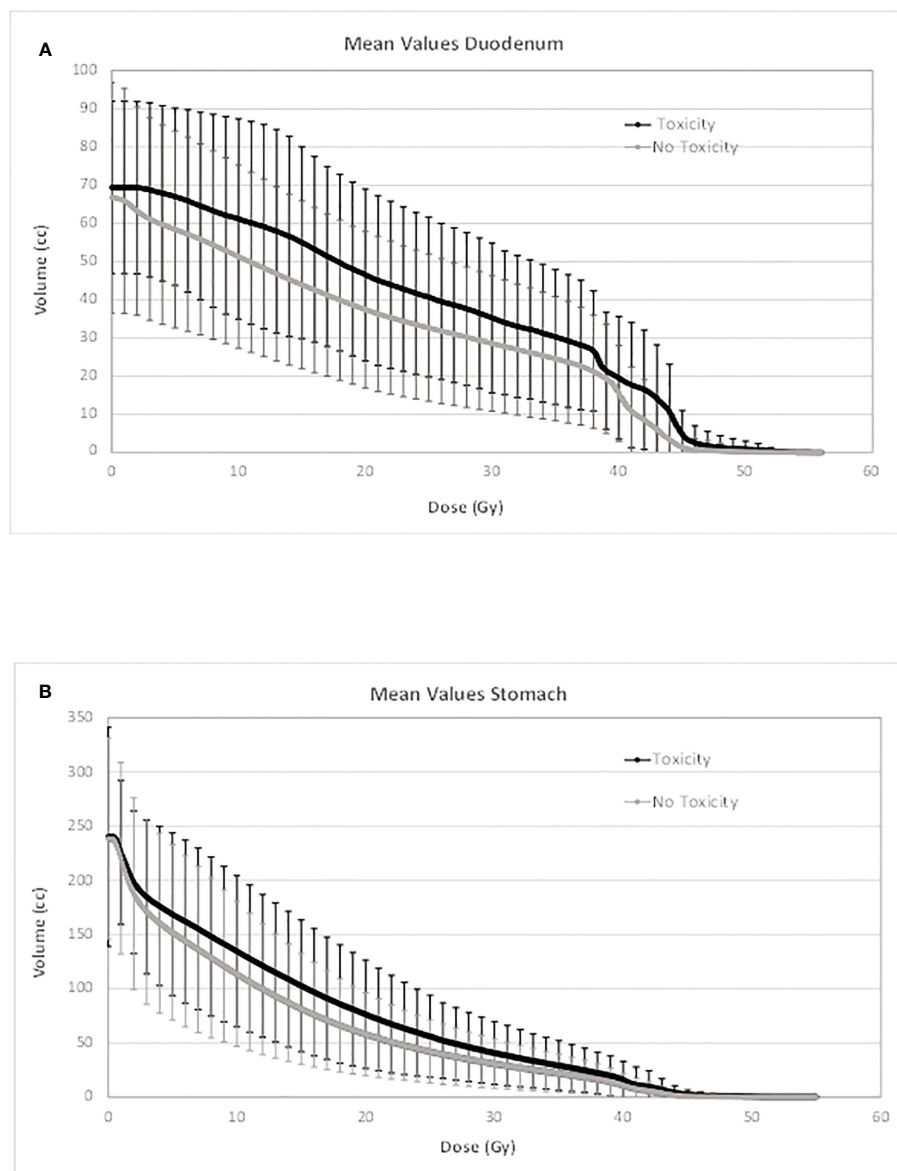 A
Mean Values Duodenum
100
90
80
70
60
50
40
30
20
10
0
Volume (cc)
Toxicity
No Toxicity
0 10 20 30 40 50 60
Dose (Gy)
B
Mean Values Stomach
350
300
250
200
150
100
50
0
Volume (cc)
Toxicity
No Toxicity
0 10 20 30 40 50 60
Dose (Gy)